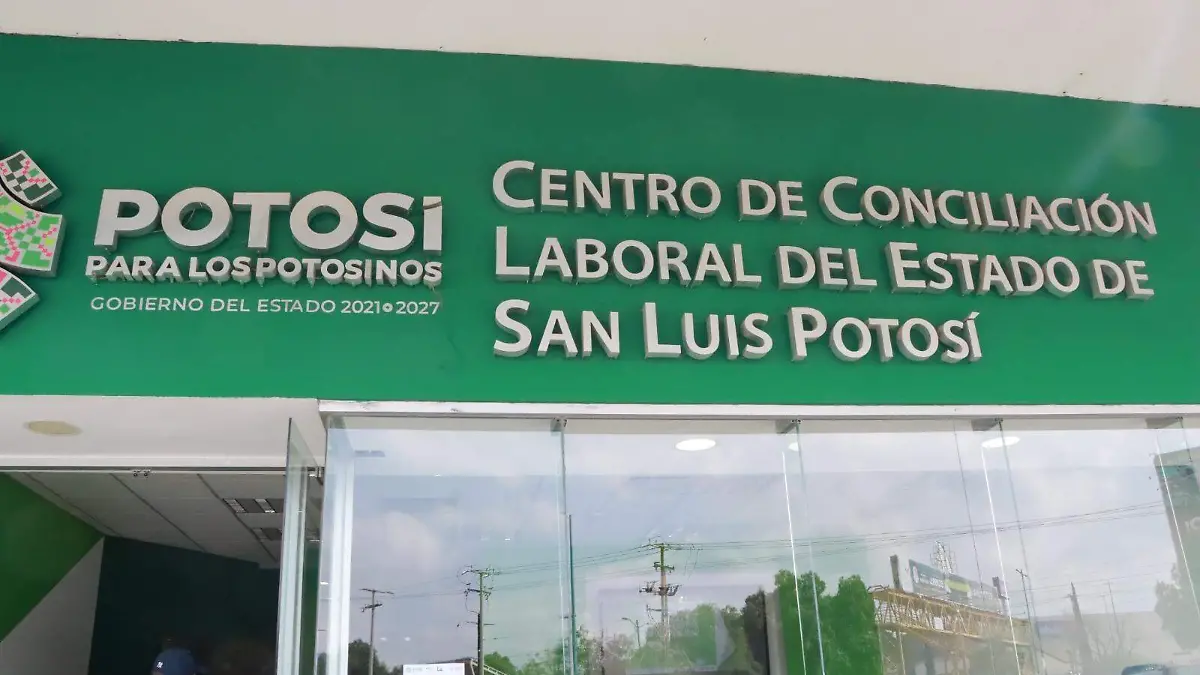 POTOSÍ
PARA LOS POTOSINOS
GOBIERNO DEL ESTADO 2021 2027
CENTRO DE CONCILIACIÓN
LABORAL DEL ESTADO DE
SAN LUIS POTOSÍ